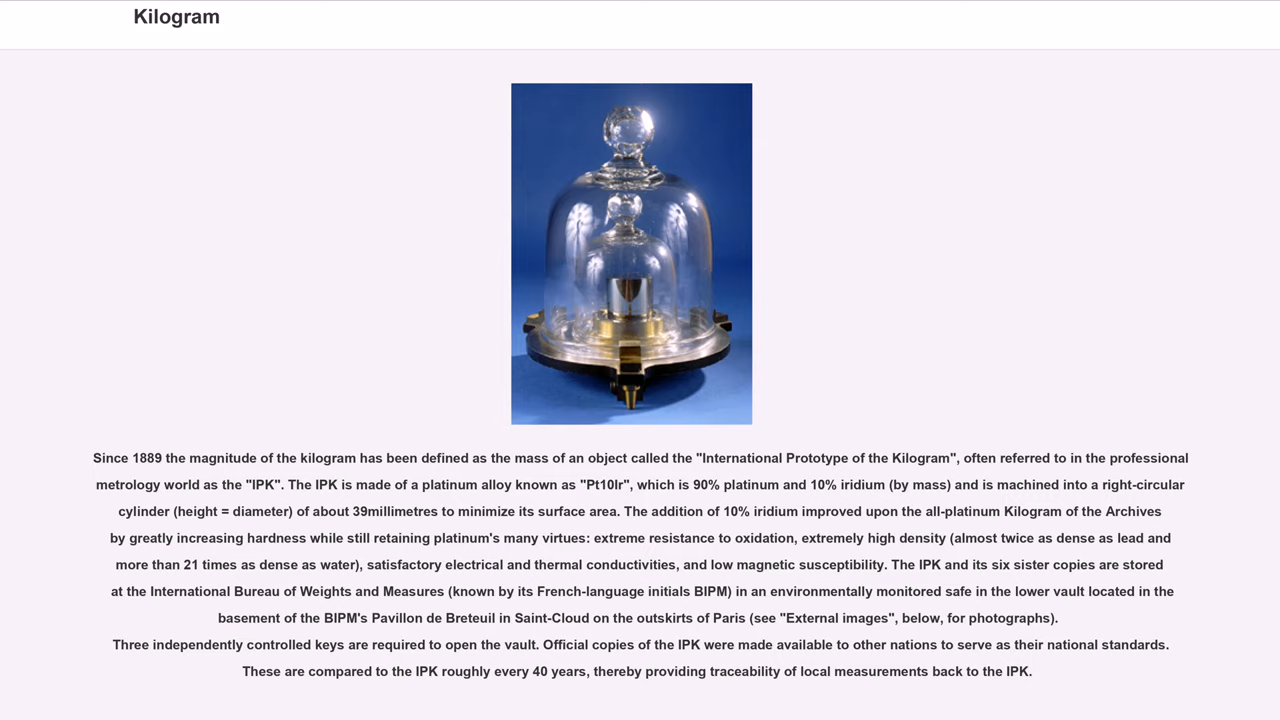 Kilogram
Since 1889 the magnitude of the kilogram has been defined as the mass of an object called the "International Prototype of the Kilogram", often referred to in the professional
metrology world as the "IPK". The IPK is made of a platinum alloy known as "Pt10Ir", which is 90% platinum and 10% iridium (by mass) and is machined into a right-circular
cylinder (height = diameter) of about 39millimetres to minimize its surface area. The addition of 10% iridium improved upon the all-platinum Kilogram of the Archives
by greatly increasing hardness while still retaining platinum's many virtues: extreme resistance to oxidation, extremely high density (almost twice as dense as lead and
more than 21 times as dense as water), satisfactory electrical and thermal conductivities, and low magnetic susceptibility. The IPK and its six sister copies are stored
at the International Bureau of Weights and Measures (known by its French-language initials BIPM) in an environmentally monitored safe in the lower vault located in the
basement of the BIPM's Pavillon de Breteuil in Saint-Cloud on the outskirts of Paris (see "External images", below, for photographs).
Three independently controlled keys are required to open the vault. Official copies of the IPK were made available to other nations to serve as their national standards.
These are compared to the IPK roughly every 40 years, thereby providing traceability of local measurements back to the IPK.